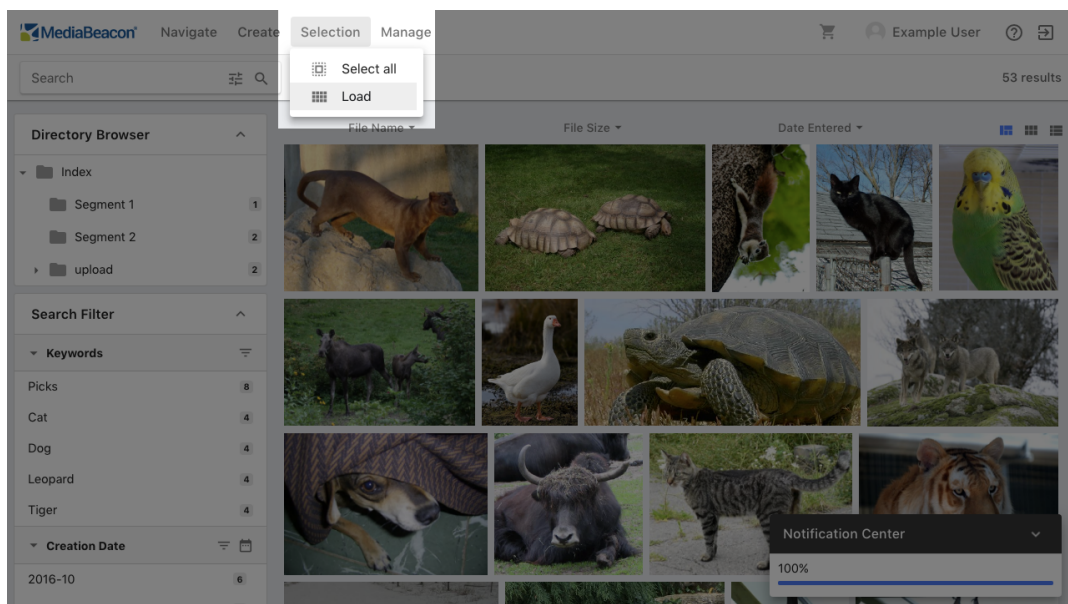 MediaBeacon®
Navigate
Create
Selection
Manage
Example User
Search
Select all
Load
53 results
File Name
File Size
Date Entered
Directory Browser
Index
Segment 1
1
Segment 2
2
upload
2
Search Filter
Keywords
Picks
8
Cat
4
Dog
4
Leopard
4
Tiger
4
Creation Date
2016-10
6
Notification Center
100%